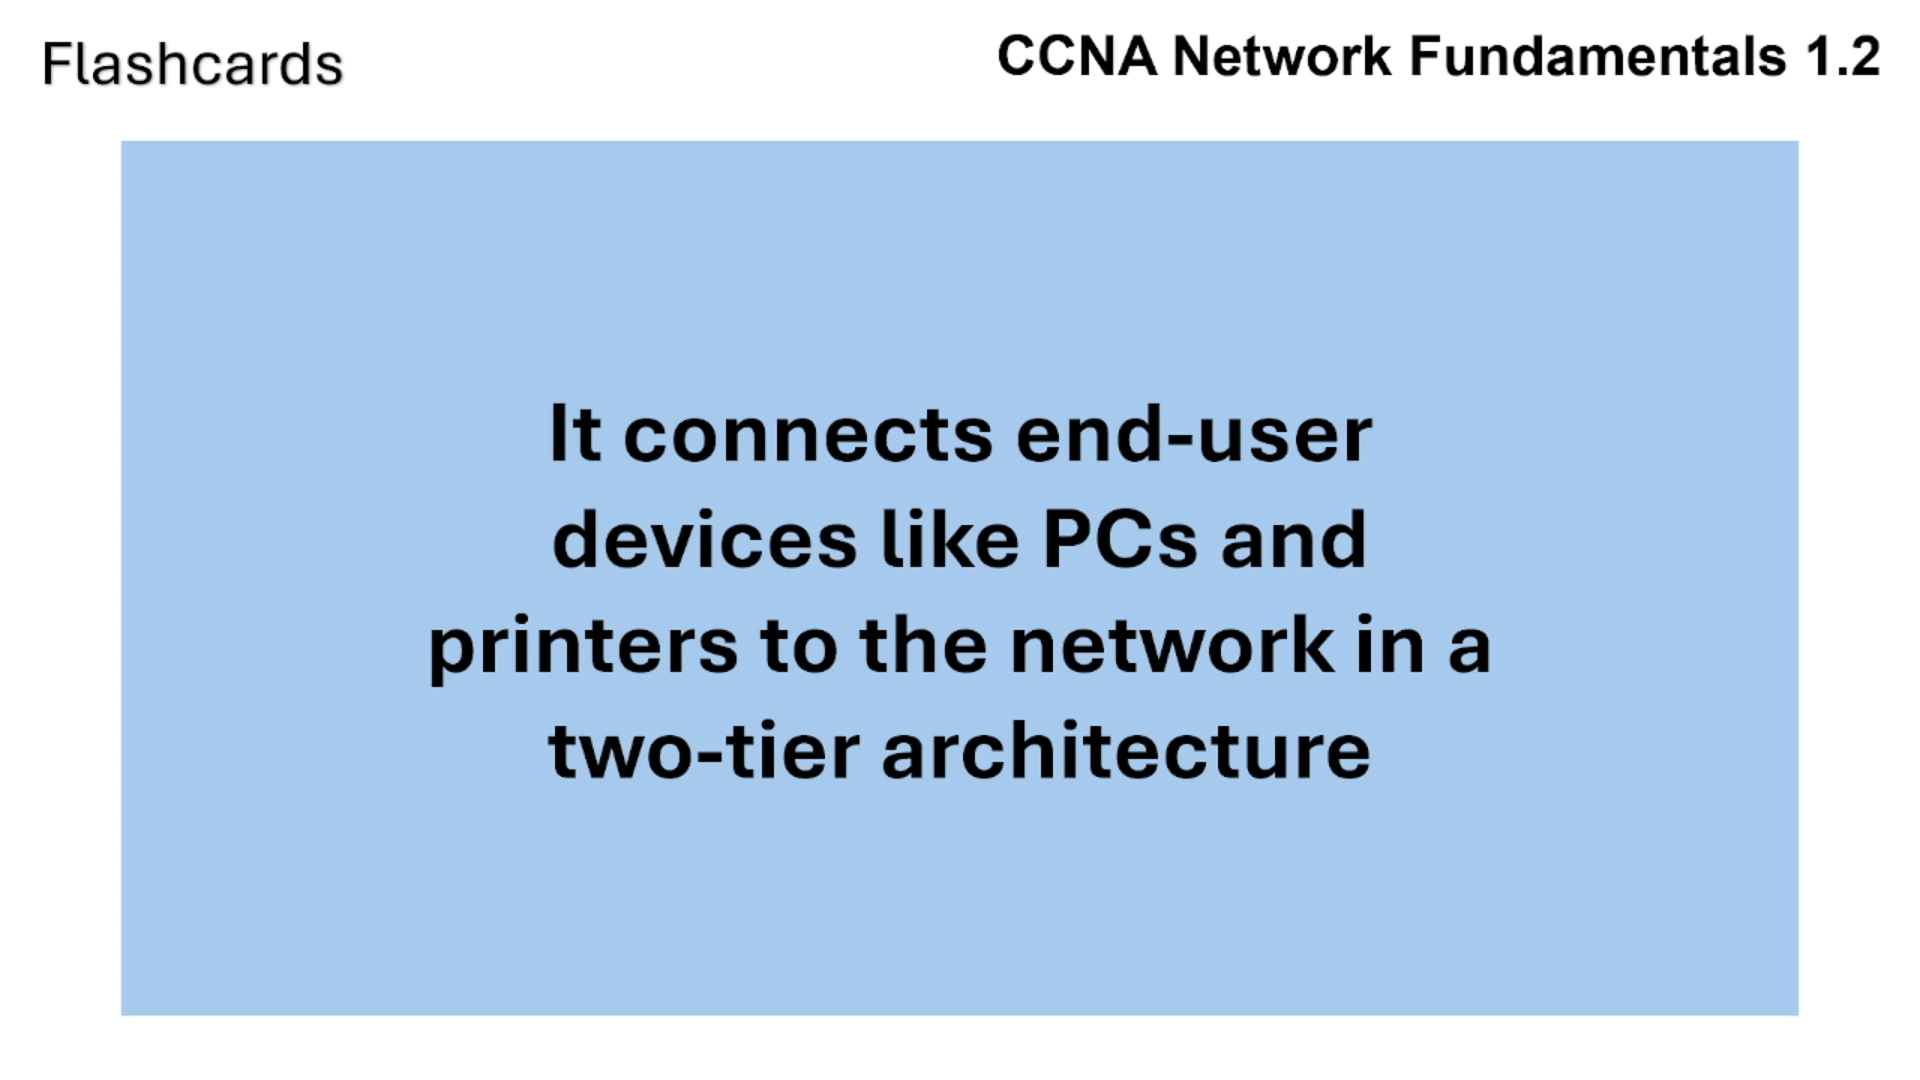 Flashcards
CCNA Network Fundamentals 1.2
It connects end-user
devices like PCs and
printers to the network in a
two-tier architecture